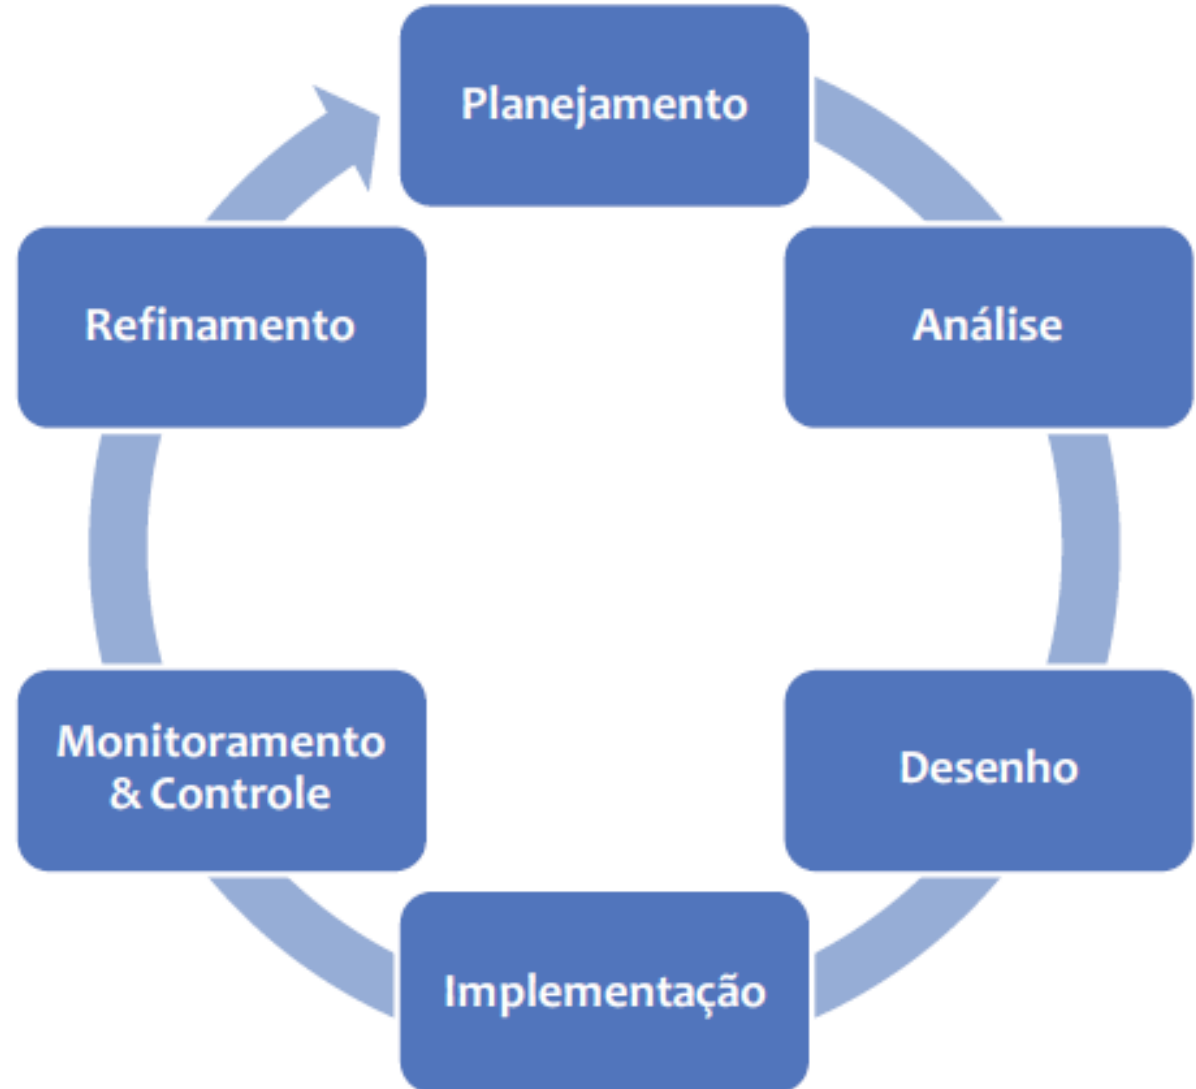 Planejamento
Análise
Desenho
Implementação
Monitoramento
& Controle
Refinamento